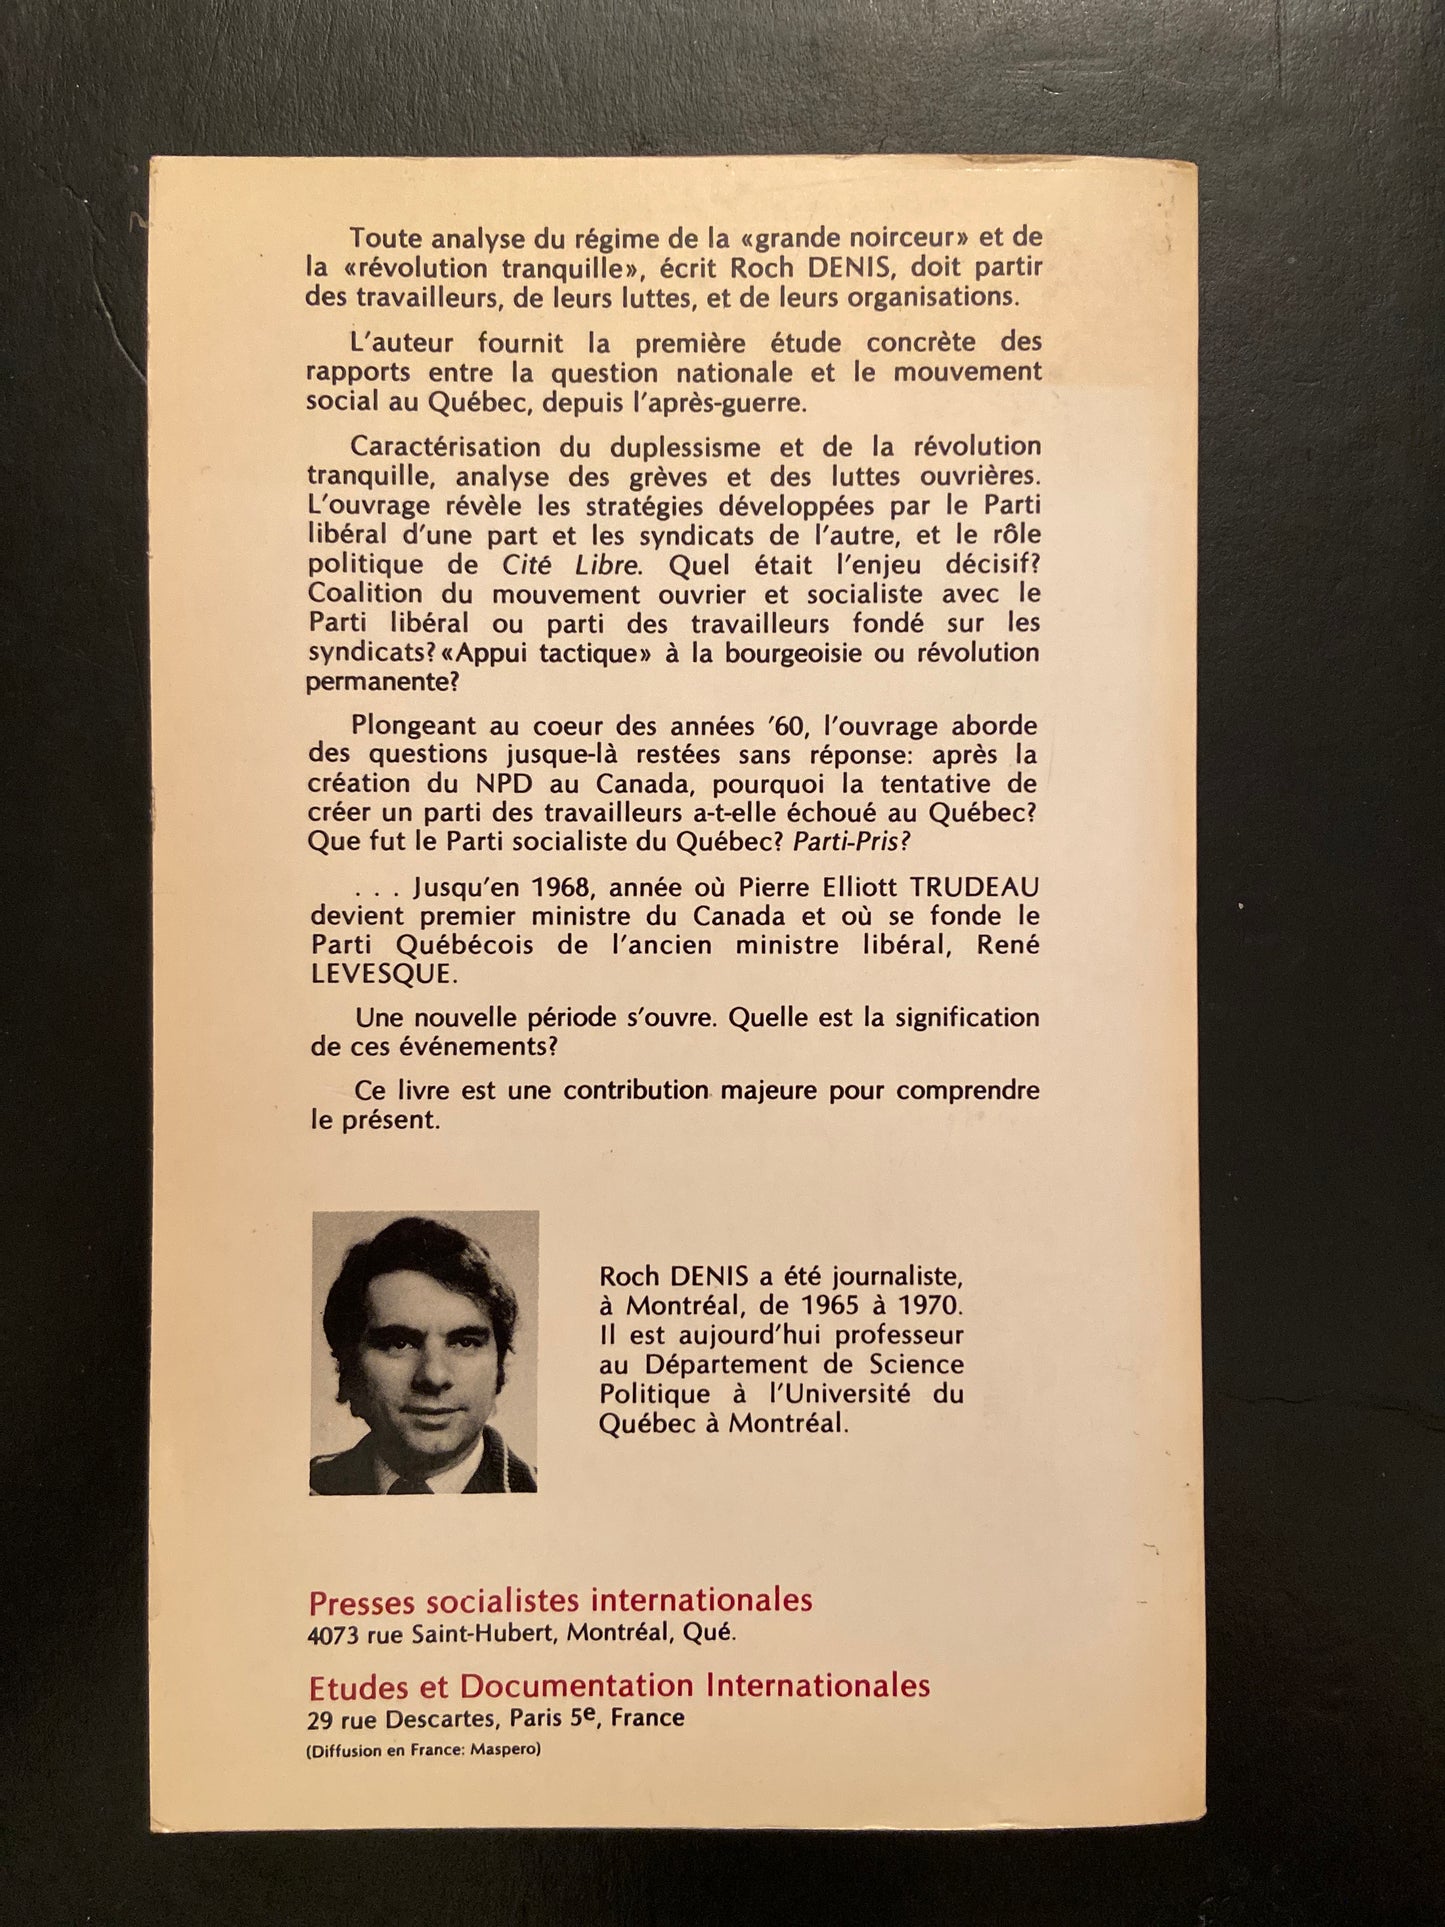 Toute analyse du régime de la «grande noirceur» et de
la «révolution tranquille», écrit Roch DENIS, doit partir
des travailleurs, de leurs luttes, et de leurs organisations.
L'auteur fournit la première étude concrète des
rapports entre la question nationale et le mouvement
social au Québec, depuis l'après-guerre.
Caractérisation du duplessisme et de la révolution
tranquille, analyse des grèves et des luttes ouvrières.
L'ouvrage révèle les stratégies développées par le Parti
libéral d'une part et les syndicats de l'autre, et le rôle
politique de Cité Libre. Quel était l'enjeu décisif?
Coalition du mouvement ouvrier et socialiste avec le
Parti libéral ou parti des travailleurs fondé sur les
syndicats? «Appui tactique» à la bourgeoisie ou révolution
permanente?
Plongeant au coeur des années '60, l'ouvrage aborde
des questions jusque-là restées sans réponse: après la
création du NPD au Canada, pourquoi la tentative de
créer un parti des travailleurs a-t-elle échoué au Québec?
Que fut le Parti socialiste du Québec? Parti-Pris?
. . . Jusqu'en 1968, année où Pierre Elliott TRUDEAU
devient premier ministre du Canada et où se fonde le
Parti Québécois de l'ancien ministre libéral, René
LEVESQUE.
Une nouvelle période s'ouvre. Quelle est la signification
de ces événements?
Ce livre est une contribution majeure pour comprendre
le présent.
Roch DENIS a été journaliste,
à Montréal, de 1965 à 1970.
Il est aujourd'hui professeur
au Département de Science
Politique à l'Université du
Québec à Montréal.
Presses socialistes internationales
4073 rue Saint-Hubert, Montréal, Qué.
Etudes et Documentation Internationales
29 rue Descartes, Paris 5e, France
(Diffusion en France: Maspero)